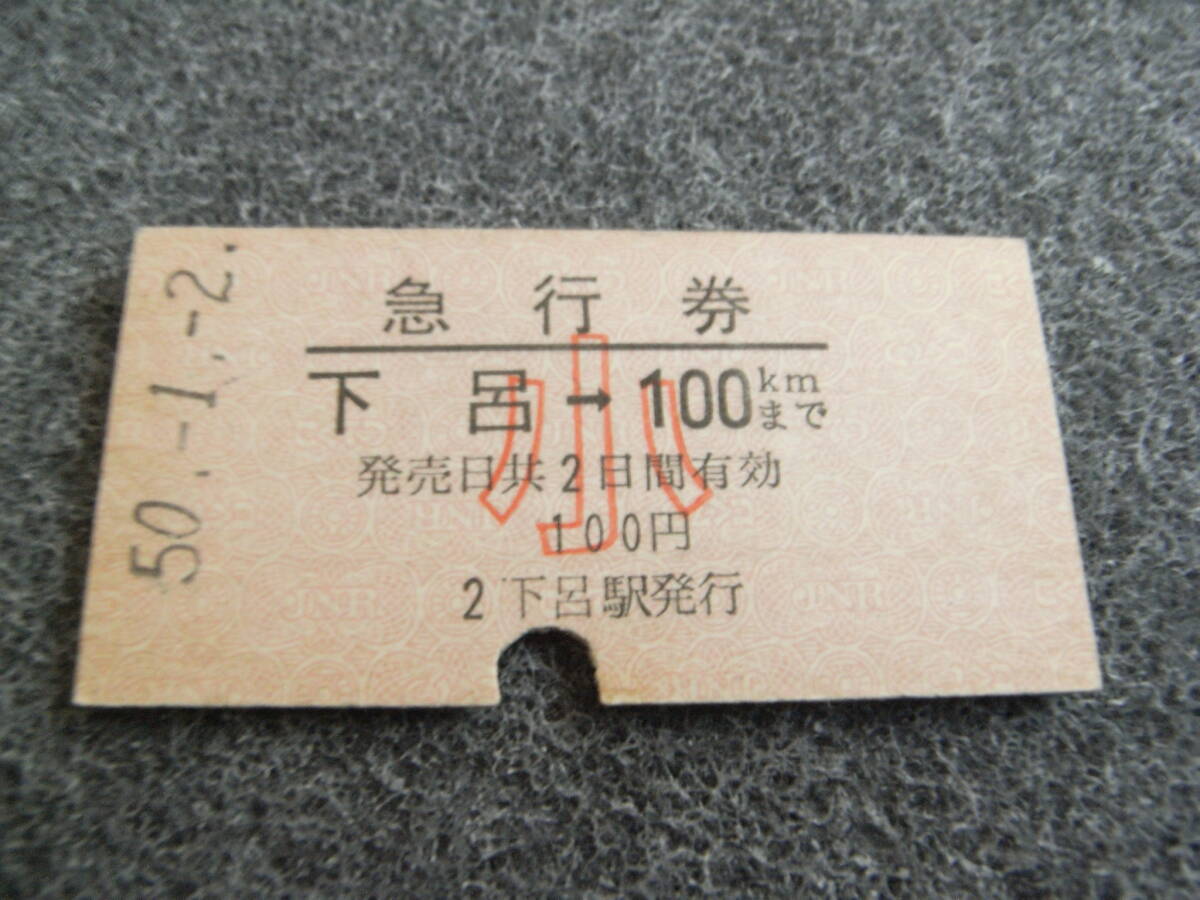 50.-1.-2.
急行券
下呂→100kmまで
小
発売日共2日間有効
100円
2 下呂駅発行